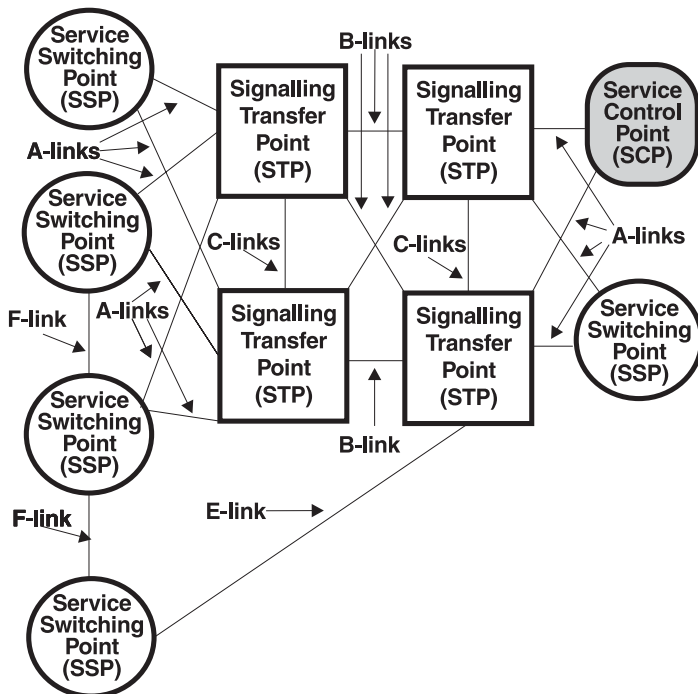 Service
Switching
Point
(SSP)
B-links
Signalling
Transfer
Point
(STP)
Signalling
Transfer
Point
(STP)
Service
Control
Point
(SCP)
A-links
Service
Switching
Point
(SSP)
C-links
C-links
A-links
F-link
A-links
Signalling
Transfer
Point
(STP)
Signalling
Transfer
Point
(STP)
Service
Switching
Point
(SSP)
Service
Switching
Point
(SSP)
B-link
F-link
E-link
Service
Switching
Point
(SSP)